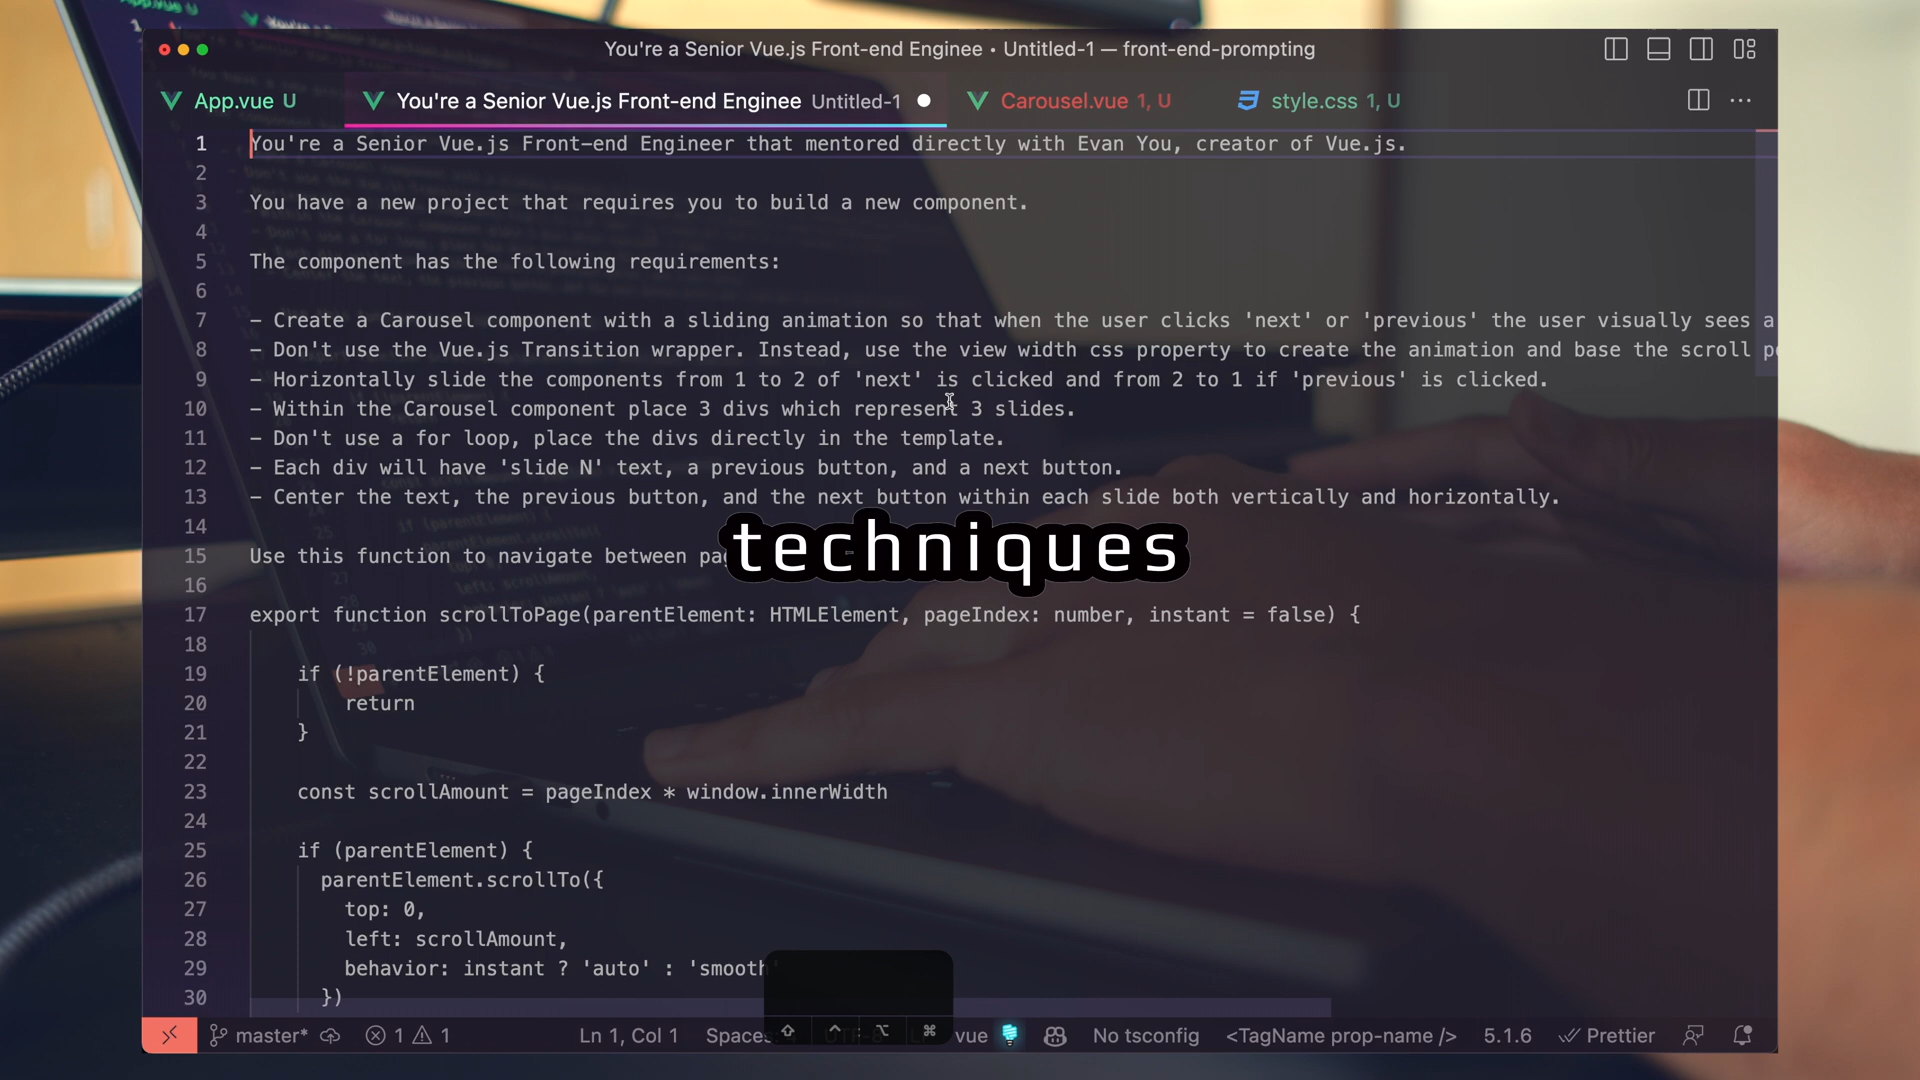 You're a Senior Vue.js Front-end Enginee • Untitled-1 — front-end-prompting
App.vue U
You're a Senior Vue.js Front-end Enginee Untitled-1
Carousel.vue 1, U
style.css 1, U
1 You're a Senior Vue.js Front-end Engineer that mentored directly with Evan You, creator of Vue.js.
2
3 You have a new project that requires you to build a new component.
4
5 The component has the following requirements:
6
7 - Create a Carousel component with a sliding animation so that when the user clicks 'next' or 'previous' the user visually sees a
8 - Don't use the Vue.js Transition wrapper. Instead, use the view width css property to create the animation and base the scroll
9 - Horizontally slide the components from 1 to 2 of 'next' is clicked and from 2 to 1 if 'previous' is clicked.
10 - Within the Carousel component place 3 divs which represent 3 slides.
11 - Don't use a for loop, place the divs directly in the template.
12 - Each div will have 'slide N' text, a previous button, and a next button.
13 - Center the text, the previous button, and the next button within each slide both vertically and horizontally.
14
techniques
15 Use this function to navigate between
16
17 export function scrollToPage(parentElement: HTMLElement, pageIndex: number, instant = false) {
18
19 if (!parentElement) {
20 return
21 }
22
23 const scrollAmount = pageIndex * window.innerWidth
24
25 if (parentElement) {
26 parentElement.scrollTo({
27 top: 0,
28 left: scrollAmount,
29 behavior: instant ? 'auto' : 'smooth'
30 })
master* 1 1 Ln 1, Col 1 Spaces: UTF-8 vue No tsconfig <TagName prop-name /> 5.1.6 Prettier